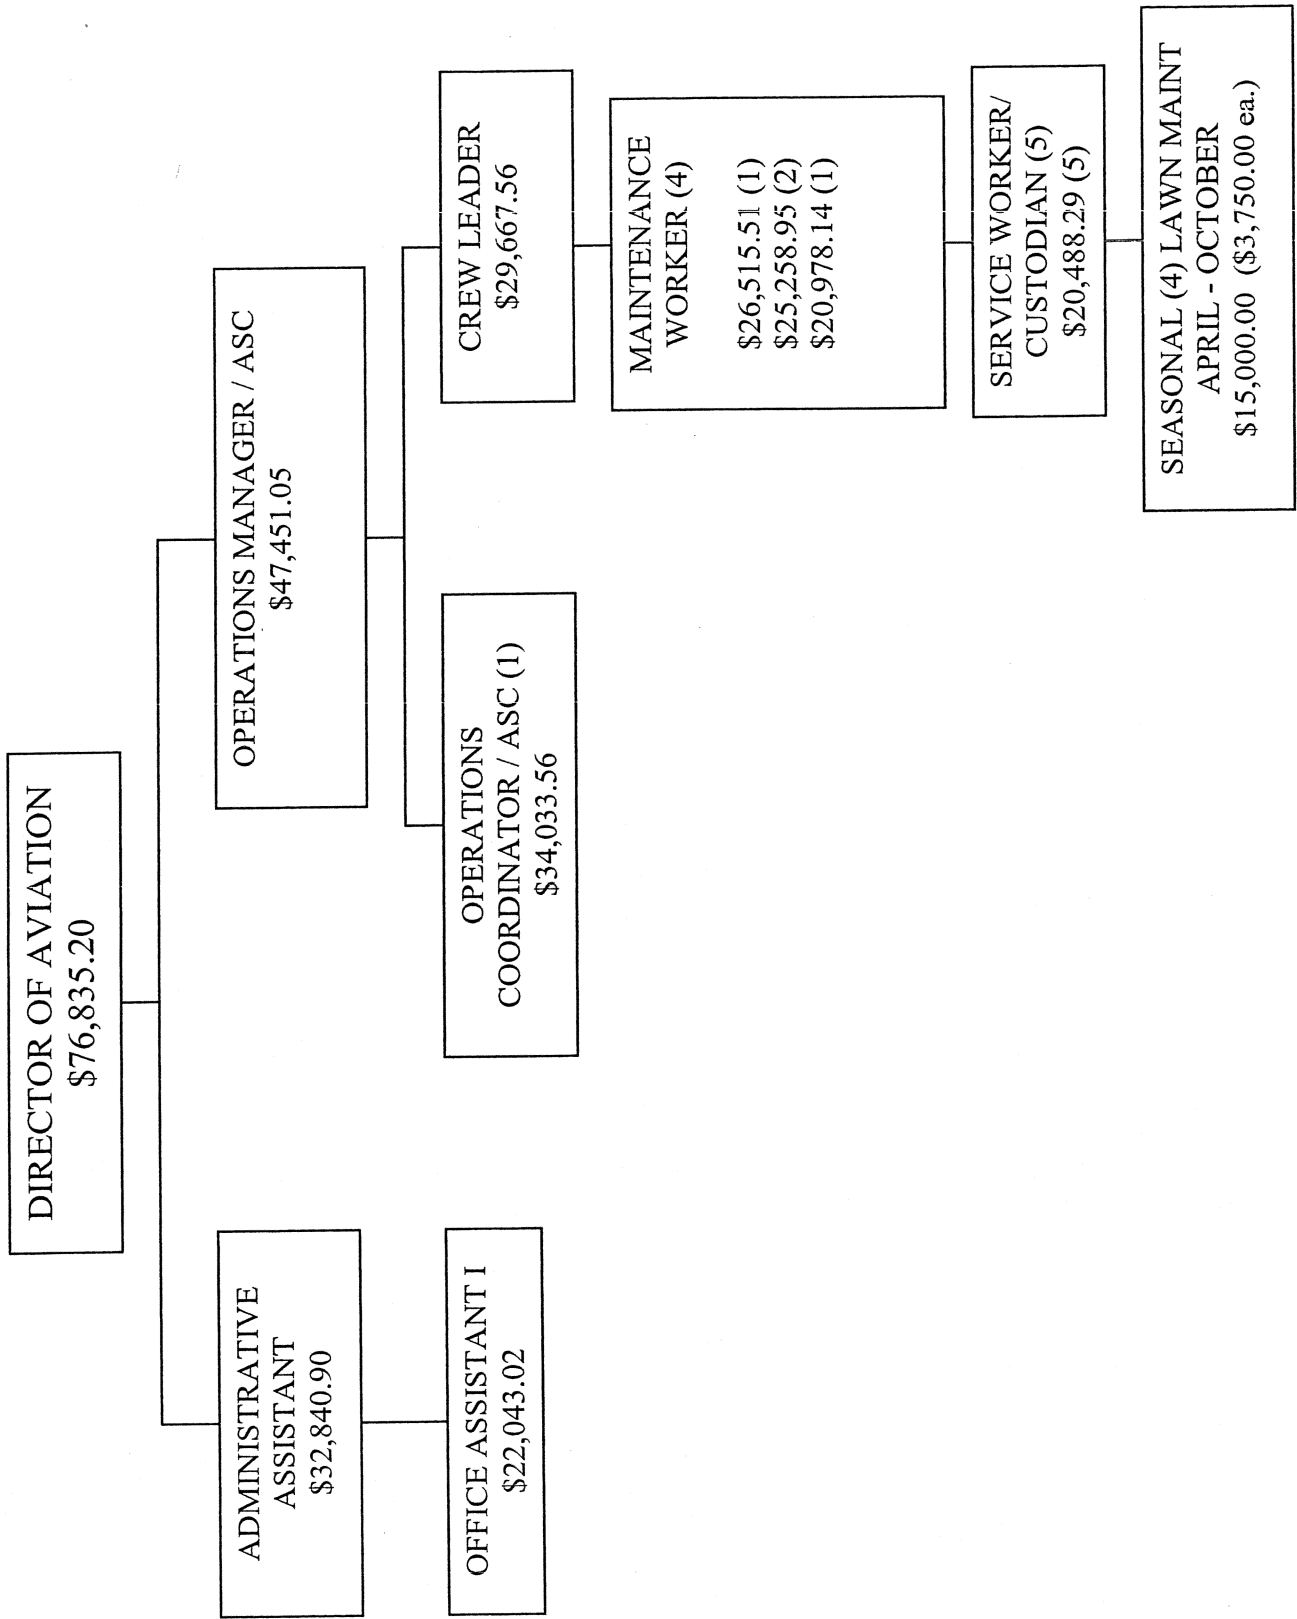 DIRECTOR OF AVIATION
$76,835.20
ADMINISTRATIVE
ASSISTANT
$32,840.90
OPERATIONS MANAGER / ASC
$47,451.05
OFFICE ASSISTANT I
$22,043.02
OPERATIONS
COORDINATOR / ASC (1)
$34,033.56
CREW LEADER
$29,667.56
MAINTENANCE
WORKER (4)
$26,515.51 (1)
$25,258.95 (2)
$20,978.14 (1)
SERVICE WORKER/
CUSTODIAN (5)
$20,488.29 (5)
SEASONAL (4) LAWN MAINT
APRIL - OCTOBER
$15,000.00 ($3,750.00 ea.)